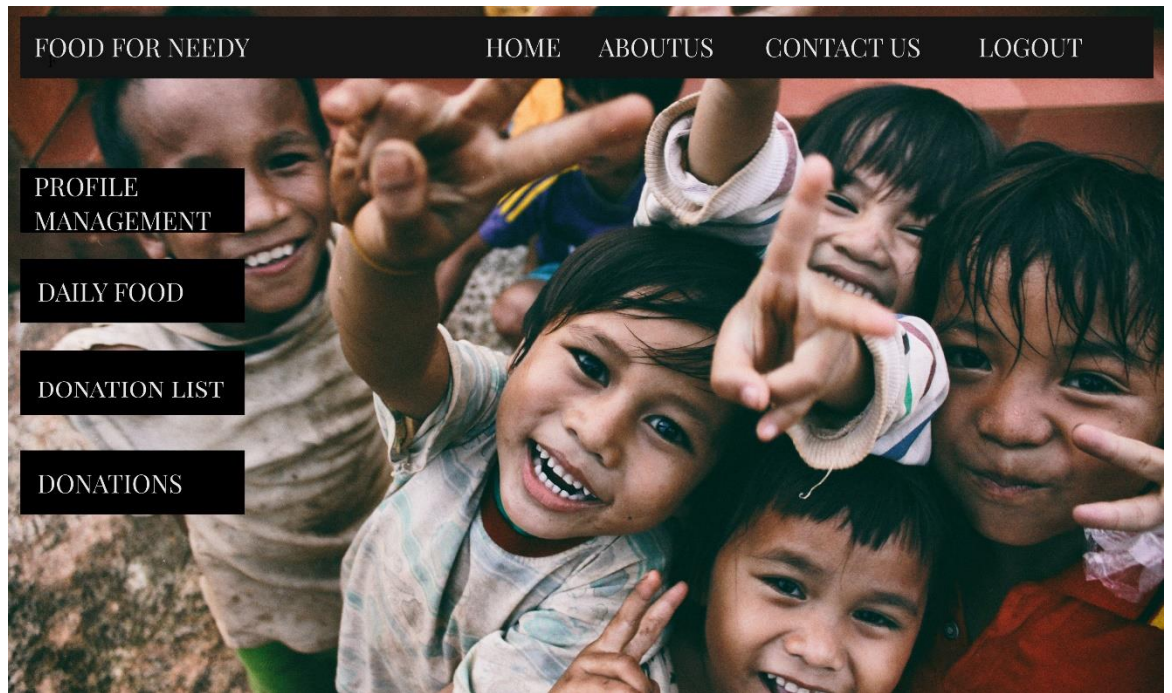 FOOD FOR NEEDY HOME ABOUTUS CONTACT US LOGOUT
PROFILE
MANAGEMENT
DAILY FOOD
DONATION LIST
DONATIONS